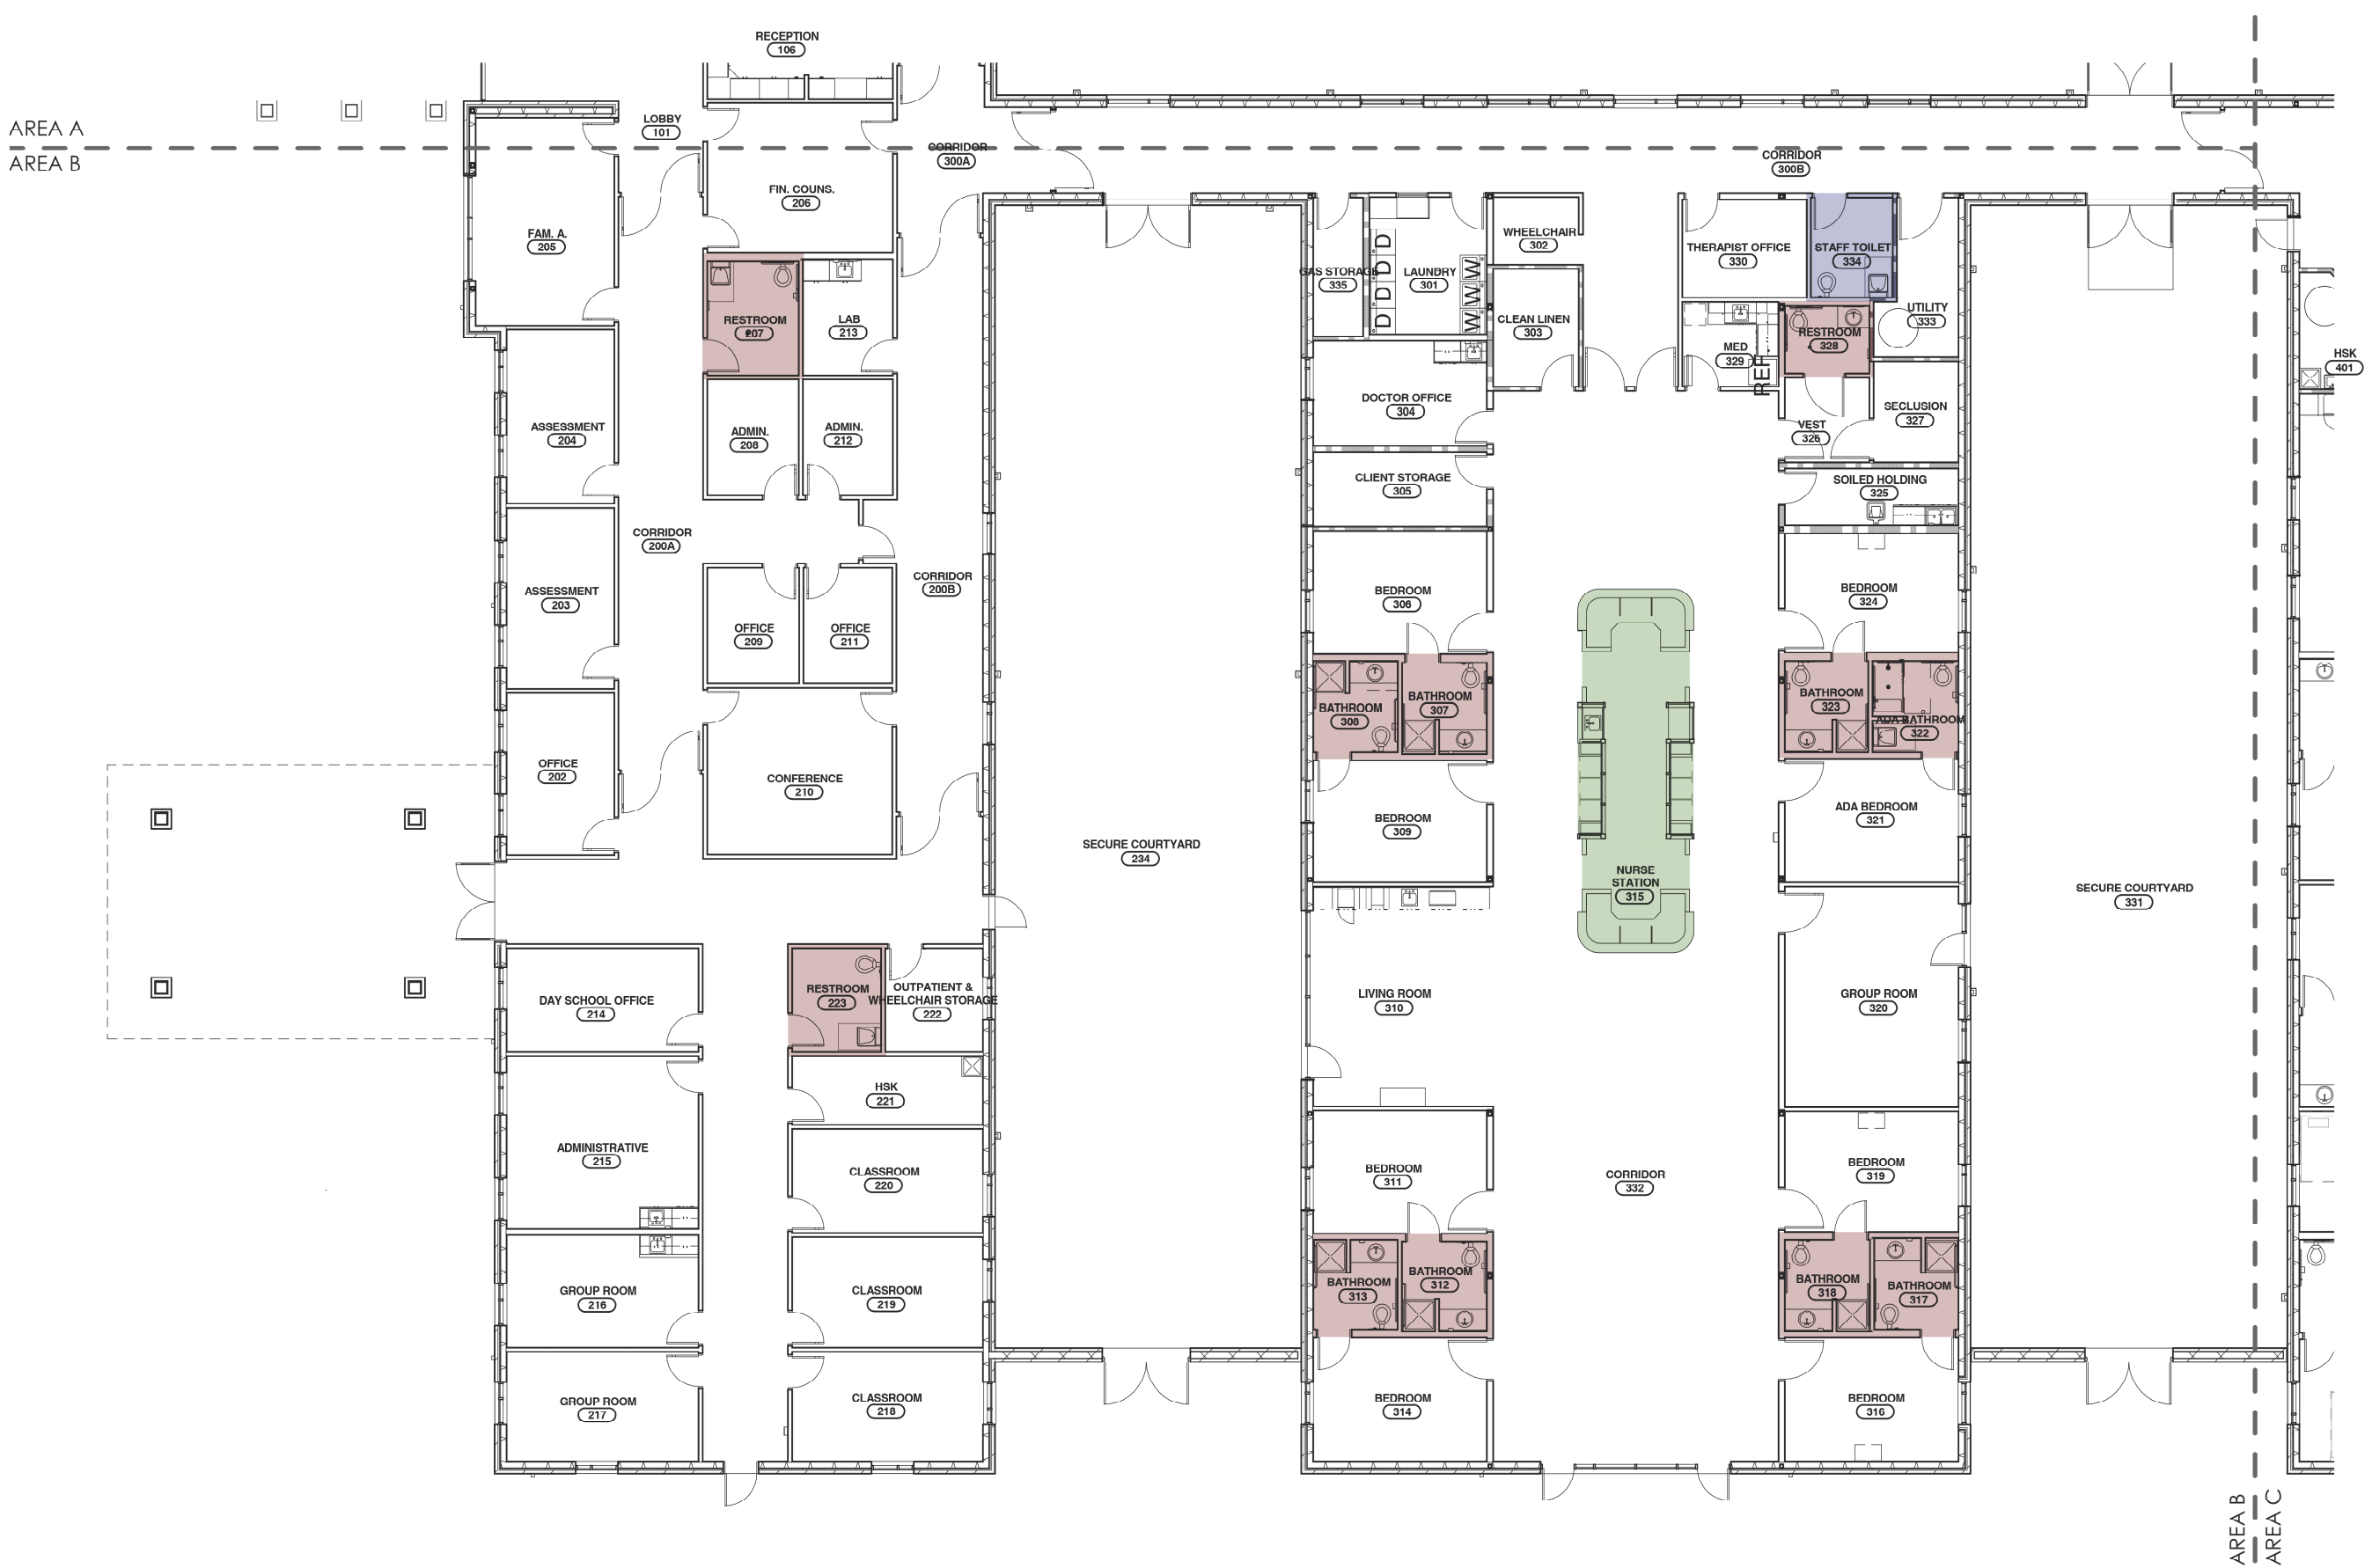 RECEPTION
106
AREA A
AREA B
LOBBY
101
CORRIDOR
300A
CORRIDOR
300B
FIN. COUNS.
206
FAM. A.
205
WHEELCHAIR
302
THERAPIST OFFICE
330
STAFF TOILET
334
GAS STORAGE
335
D
D
D
D
LAUNDRY
301
W
W
W
CLEAN LINEN
303
RESTROOM
207
LAB
213
MED
329
REF
RESTROOM
328
UTILITY
333
HSK
401
ASSESSMENT
204
ADMIN.
208
ADMIN.
212
DOCTOR OFFICE
304
VEST
326
SECLUSION
327
CLIENT STORAGE
305
SOILED HOLDING
325
CORRIDOR
200A
CORRIDOR
200B
ASSESSMENT
203
OFFICE
209
OFFICE
211
BEDROOM
306
BEDROOM
324
BATHROOM
308
BATHROOM
307
BATHROOM
323
ADA BATHROOM
322
OFFICE
202
CONFERENCE
210
BEDROOM
309
ADA BEDROOM
321
SECURE COURTYARD
234
NURSE
STATION
315
SECURE COURTYARD
331
DAY SCHOOL OFFICE
214
RESTROOM
223
OUTPATIENT &
WHEELCHAIR STORAGE
222
LIVING ROOM
310
GROUP ROOM
320
HSK
221
ADMINISTRATIVE
215
CLASSROOM
220
BEDROOM
311
CORRIDOR
332
BEDROOM
319
GROUP ROOM
216
CLASSROOM
219
BATHROOM
313
BATHROOM
312
BATHROOM
318
BATHROOM
317
GROUP ROOM
217
CLASSROOM
218
BEDROOM
314
BEDROOM
316
AREA B
AREA C